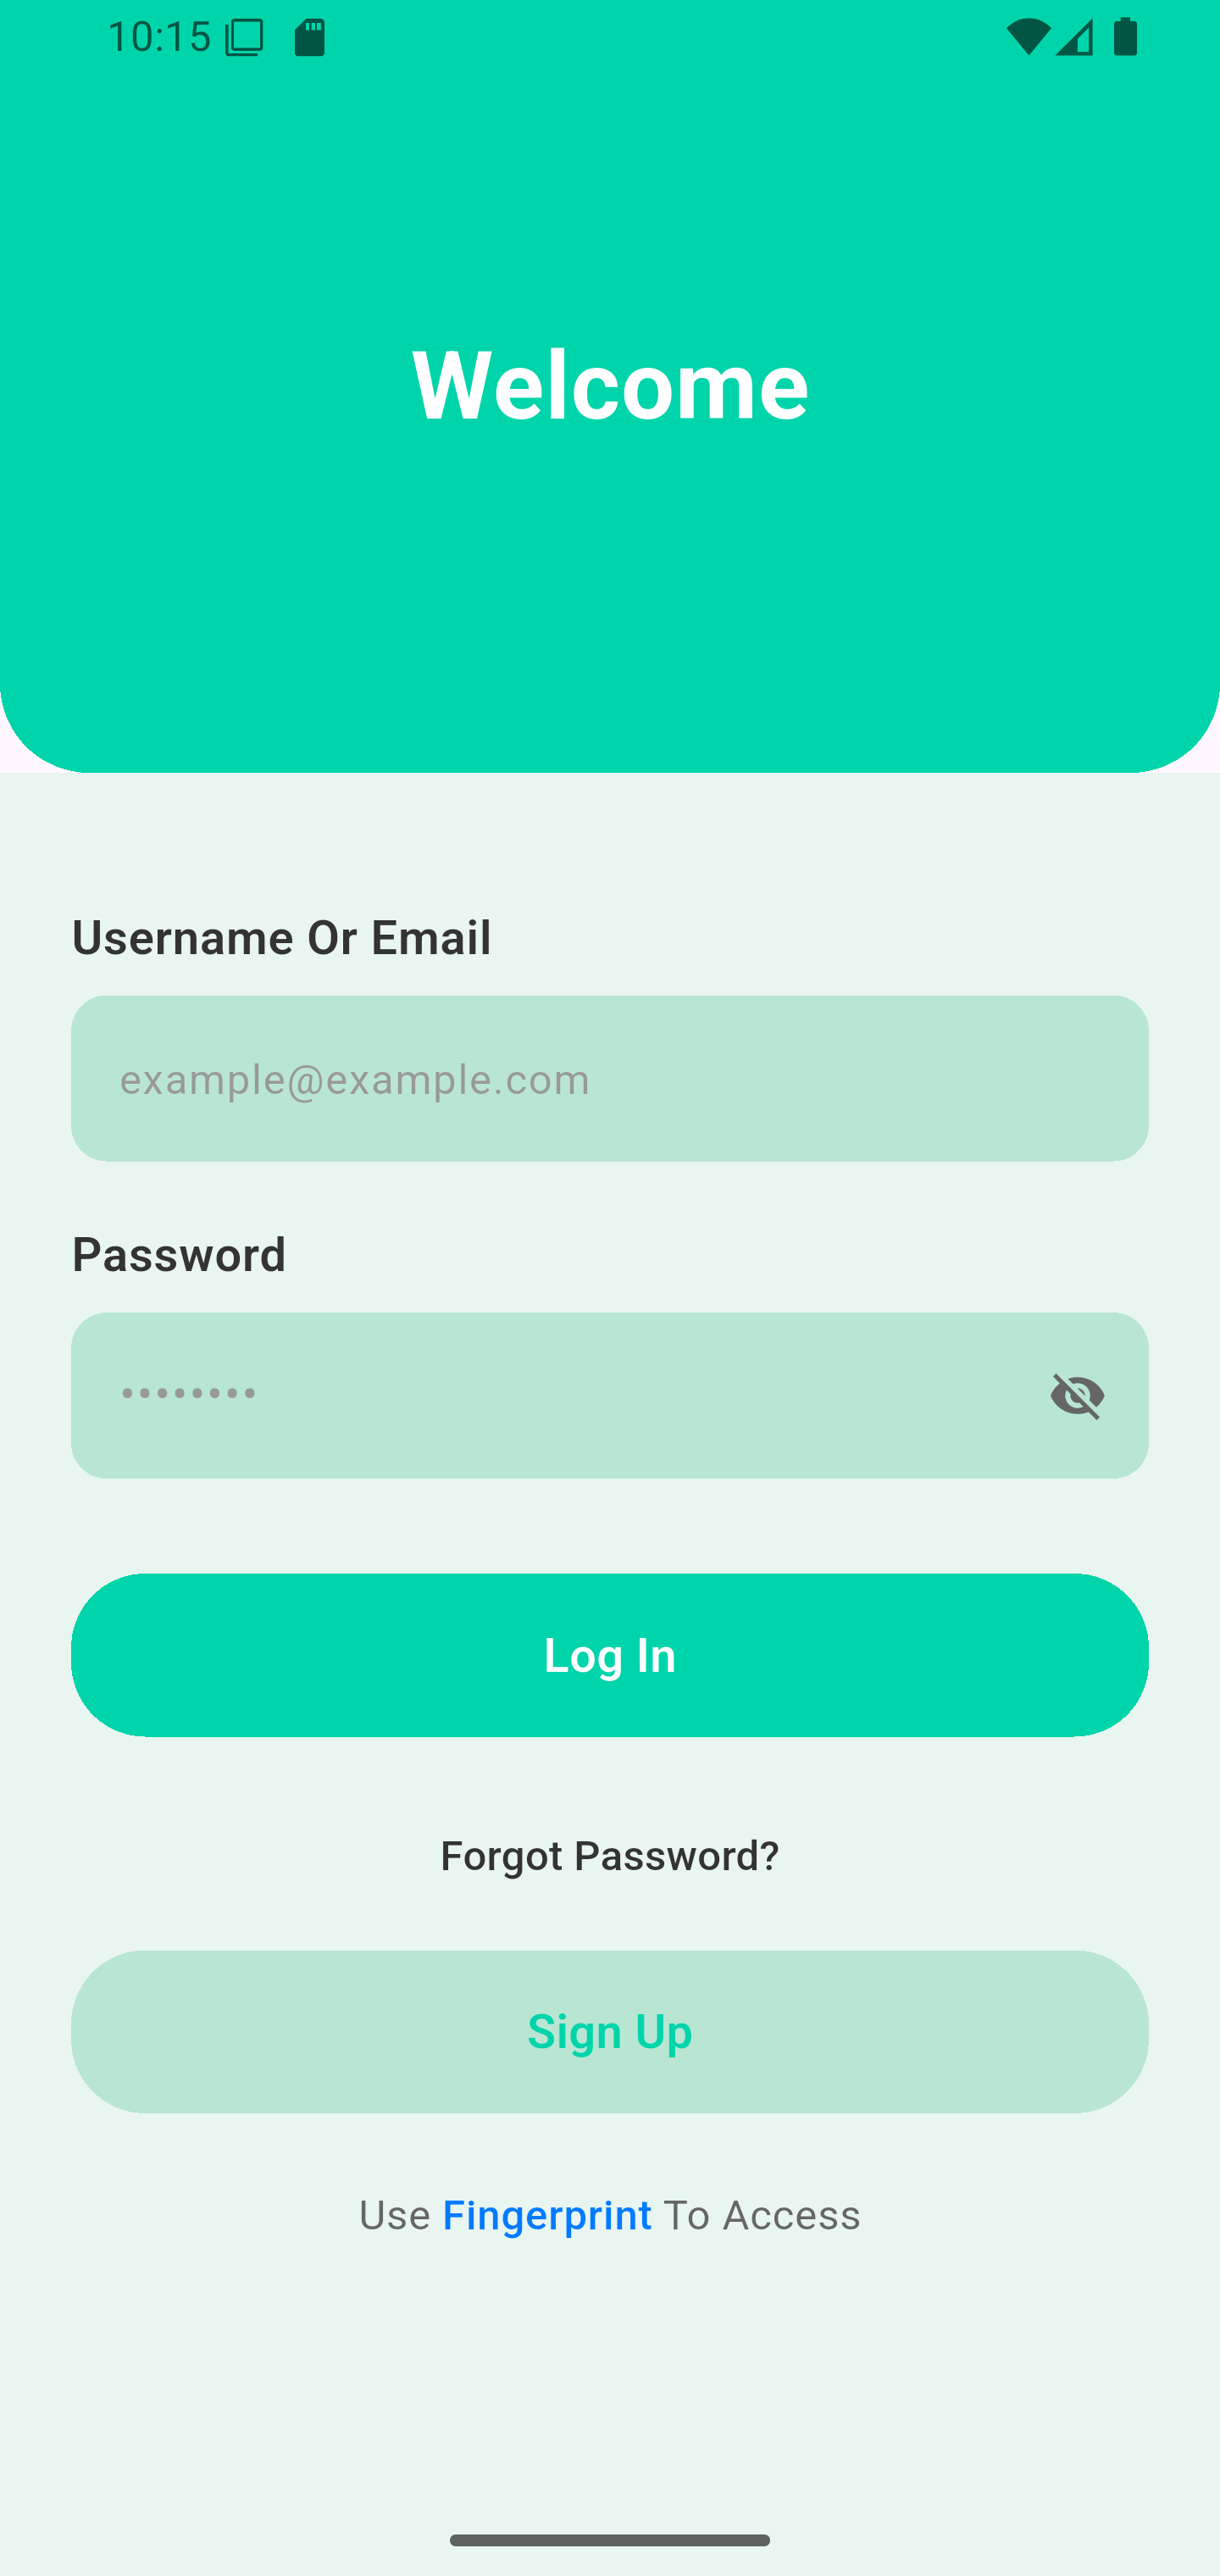 10:15
Welcome
Username Or Email
example@example.com
Password
••••••••
Log In
Forgot Password?
Sign Up
Use Fingerprint To Access